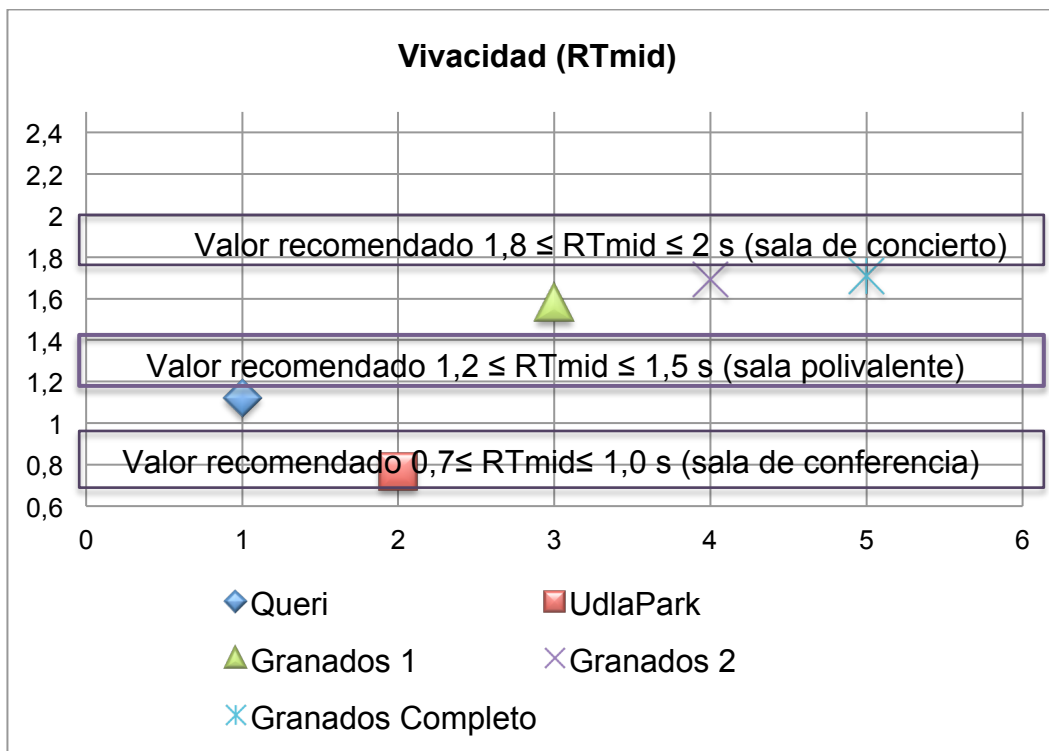 Vivacidad (RTmid)
2,4
2,2
2
Valor recomendado 1,8 ≤ RTmid ≤ 2 s (sala de concierto)
1,8
1,6
1,4
Valor recomendado 1,2 ≤ RTmid ≤ 1,5 s (sala polivalente)
1,2
1
Valor recomendado 0,7≤ RTmid≤ 1,0 s (sala de conferencia)
0,8
0,6
0 1 2 3 4 5 6
Queri UdlaPark
Granados 1 Granados 2
Granados Completo